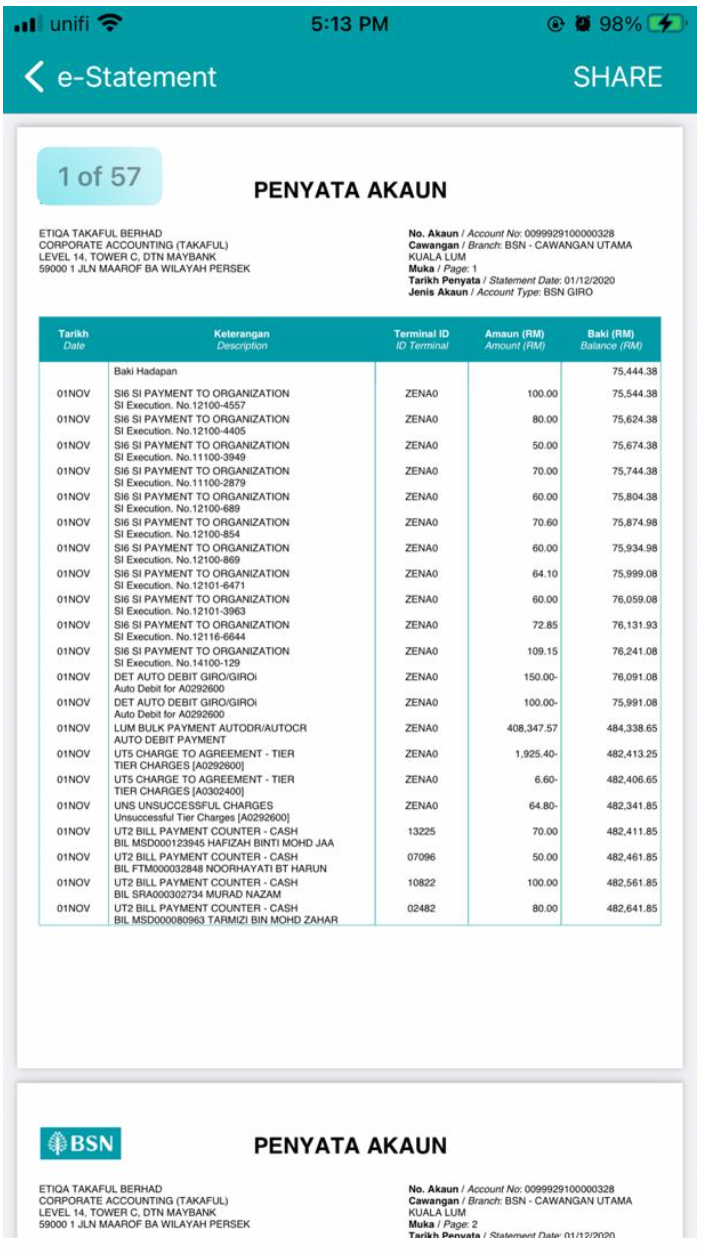 unifi 5:13 PM 98%
e-Statement SHARE
1 of 57
PENYATA AKAUN
ETIQA TAKAFUL BERHAD
CORPORATE ACCOUNTING (TAKAFUL)
LEVEL 14, TOWER C, DTN MAYBANK
59000 1 JLN MAAROF BA WILAYAH PERSEK
No. Akaun / Account No: 0099929100000328
Cawangan / Branch: BSN - CAWANGAN UTAMA
KUALA LUM
Muka / Page: 1
Tarikh Penyata / Statement Date: 01/12/2020
Jenis Akaun / Account Type: BSN GIRO
Tarikh Keterangan Terminal ID Amaun (RM) Baki (RM)
Date Description ID Terminal Amount (RM) Balance (RM)
Baki Hadapan 75,444.38
01NOV SI6 SI PAYMENT TO ORGANIZATION ZENA0 100.00 75,544.38
SI Execution. No.12100-4557
01NOV SI6 SI PAYMENT TO ORGANIZATION ZENA0 80.00 75,624.38
SI Execution. No.12100-4405
01NOV SI6 SI PAYMENT TO ORGANIZATION ZENA0 50.00 75,674.38
SI Execution. No.11100-3949
01NOV SI6 SI PAYMENT TO ORGANIZATION ZENA0 70.00 75,744.38
SI Execution. No.11100-2879
01NOV SI6 SI PAYMENT TO ORGANIZATION ZENA0 60.00 75,804.38
SI Execution. No.12100-689
01NOV SI6 SI PAYMENT TO ORGANIZATION ZENA0 70.60 75,874.98
SI Execution. No.12100-854
01NOV SI6 SI PAYMENT TO ORGANIZATION ZENA0 60.00 75,934.98
SI Execution. No.12100-869
01NOV SI6 SI PAYMENT TO ORGANIZATION ZENA0 64.10 75,999.08
SI Execution. No.12101-6471
01NOV SI6 SI PAYMENT TO ORGANIZATION ZENA0 60.00 76,059.08
SI Execution. No.12101-3963
01NOV SI6 SI PAYMENT TO ORGANIZATION ZENA0 72.85 76,131.93
SI Execution. No.12116-6644
01NOV SI6 SI PAYMENT TO ORGANIZATION ZENA0 109.15 76,241.08
SI Execution. No.14100-129
01NOV DET AUTO DEBIT GIRO/GIROi ZENA0 150.00- 76,091.08
Auto Debit for A0292600
01NOV DET AUTO DEBIT GIRO/GIROi ZENA0 100.00- 75,991.08
Auto Debit for A0292600
01NOV LUM BULK PAYMENT AUTODR/AUTOCR ZENA0 408,347.57 484,338.65
AUTO DEBIT PAYMENT
01NOV UT5 CHARGE TO AGREEMENT - TIER ZENA0 1,925.40- 482,413.25
TIER CHARGES [A0292600]
01NOV UT5 CHARGE TO AGREEMENT - TIER ZENA0 6.60- 482,406.65
TIER CHARGES [A0302400]
01NOV UNS UNSUCCESSFUL CHARGES ZENA0 64.80- 482,341.85
Unsuccessful Tier Charges [A0292600]
01NOV UT2 BILL PAYMENT COUNTER - CASH 13225 70.00 482,411.85
BIL MSD000123945 HAFIZAH BINTI MOHD JAA
01NOV UT2 BILL PAYMENT COUNTER - CASH 07096 50.00 482,461.85
BIL FTM000032848 NOORHAYATI BT HARUN
01NOV UT2 BILL PAYMENT COUNTER - CASH 10822 100.00 482,561.85
BIL SRA000302734 MURAD NAZAM
01NOV UT2 BILL PAYMENT COUNTER - CASH 02482 80.00 482,641.85
BIL MSD000080963 TARMIZI BIN MOHD ZAHAR
BSN
PENYATA AKAUN
ETIQA TAKAFUL BERHAD
CORPORATE ACCOUNTING (TAKAFUL)
LEVEL 14, TOWER C, DTN MAYBANK
59000 1 JLN MAAROF BA WILAYAH PERSEK
No. Akaun / Account No: 0099929100000328
Cawangan / Branch: BSN - CAWANGAN UTAMA
KUALA LUM
Muka / Page: 2
Tarikh Penyata / Statement Date: 01/12/2020